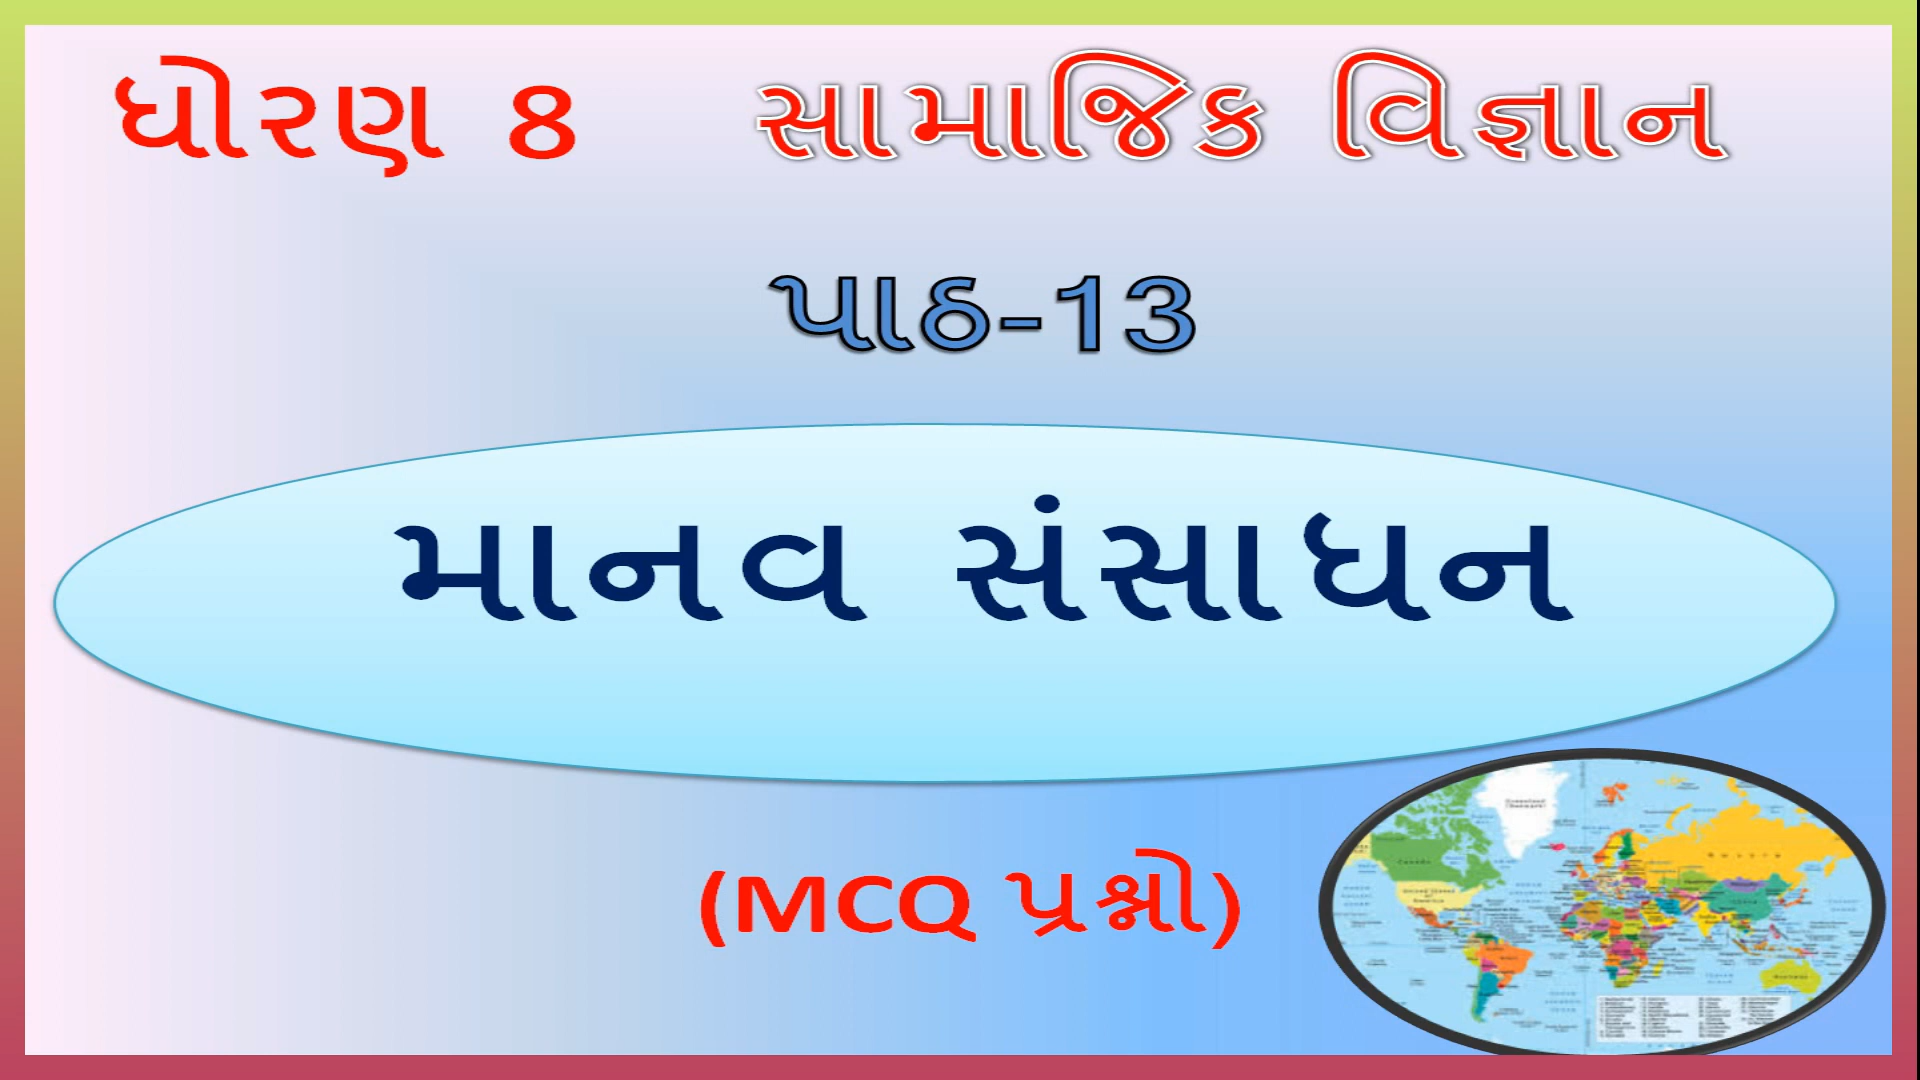 ધોરણ 8 સામાજિક વિજ્ઞાન
પાઠ-13
માનવ સંસાધન
(MCQ પ્રશ્નો)